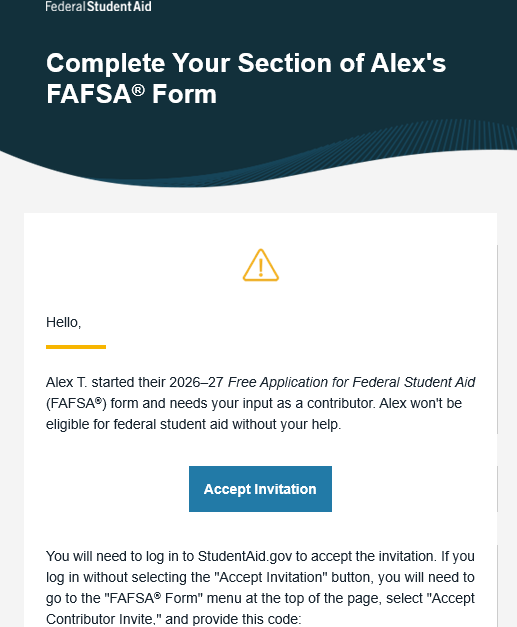 Federal Student Aid
Complete Your Section of Alex's
FAFSA® Form
Hello,
Alex T. started their 2026–27 Free Application for Federal Student Aid
(FAFSA®) form and needs your input as a contributor. Alex won't be
eligible for federal student aid without your help.
Accept Invitation
You will need to log in to StudentAid.gov to accept the invitation. If you
log in without selecting the "Accept Invitation" button, you will need to
go to the "FAFSA® Form" menu at the top of the page, select "Accept
Contributor Invite," and provide this code: